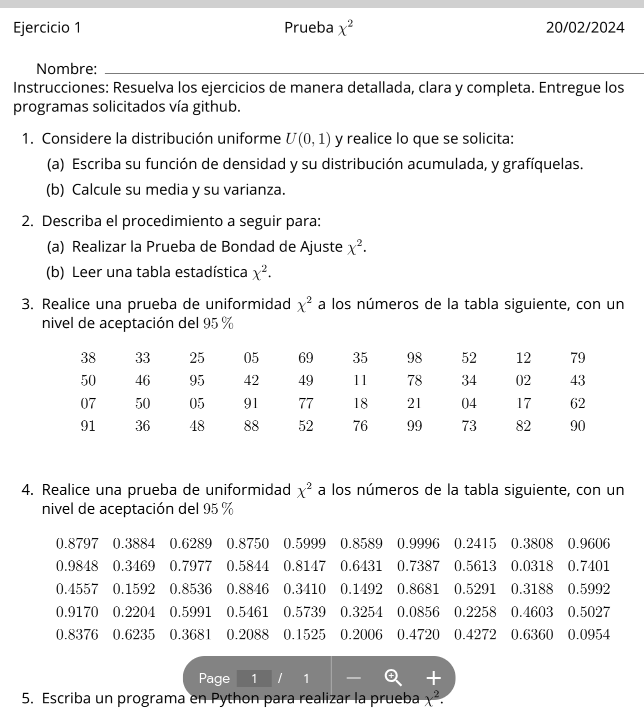 Ejercicio 1 Prueba χ² 20/02/2024
Nombre:
Instrucciones: Resuelva los ejercicios de manera detallada, clara y completa. Entregue los
programas solicitados vía github.
1. Considere la distribución uniforme U(0, 1) y realice lo que se solicita:
(a) Escriba su función de densidad y su distribución acumulada, y grafíquelas.
(b) Calcule su media y su varianza.
2. Describa el procedimiento a seguir para:
(a) Realizar la Prueba de Bondad de Ajuste χ².
(b) Leer una tabla estadística χ².
3. Realice una prueba de uniformidad χ² a los números de la tabla siguiente, con un
nivel de aceptación del 95 %
38 33 25 05 69 35 98 52 12 79
50 46 95 42 49 11 78 34 02 43
07 50 05 91 77 18 21 04 17 62
91 36 48 88 52 76 99 73 82 90
4. Realice una prueba de uniformidad χ² a los números de la tabla siguiente, con un
nivel de aceptación del 95 %
0.8797 0.3884 0.6289 0.8750 0.5999 0.8589 0.9996 0.2415 0.3808 0.9606
0.9848 0.3469 0.7977 0.5844 0.8147 0.6431 0.7387 0.5613 0.0318 0.7401
0.4557 0.1592 0.8536 0.8846 0.3410 0.1492 0.8681 0.5291 0.3188 0.5992
0.9170 0.2204 0.5991 0.5461 0.5739 0.3254 0.0856 0.2258 0.4603 0.5027
0.8376 0.6235 0.3681 0.2088 0.1525 0.2006 0.4720 0.4272 0.6360 0.0954
Page 1 / 1
5. Escriba un programa en Python para realizar la prueba χ².